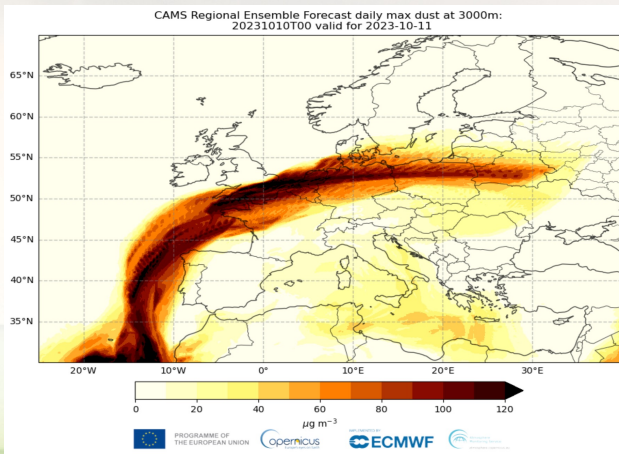 CAMS Regional Ensemble Forecast daily max dust at 3000m:
20231010T00 valid for 2023-10-11
65°N
60°N
55°N
50°N
45°N
40°N
35°N
20°W 10°W 0° 10°E 20°E 30°E
0 20 40 60 80 100 120
μg m⁻³
PROGRAMME OF
THE EUROPEAN UNION
opernicus
IMPLEMENTED BY
ECMWF